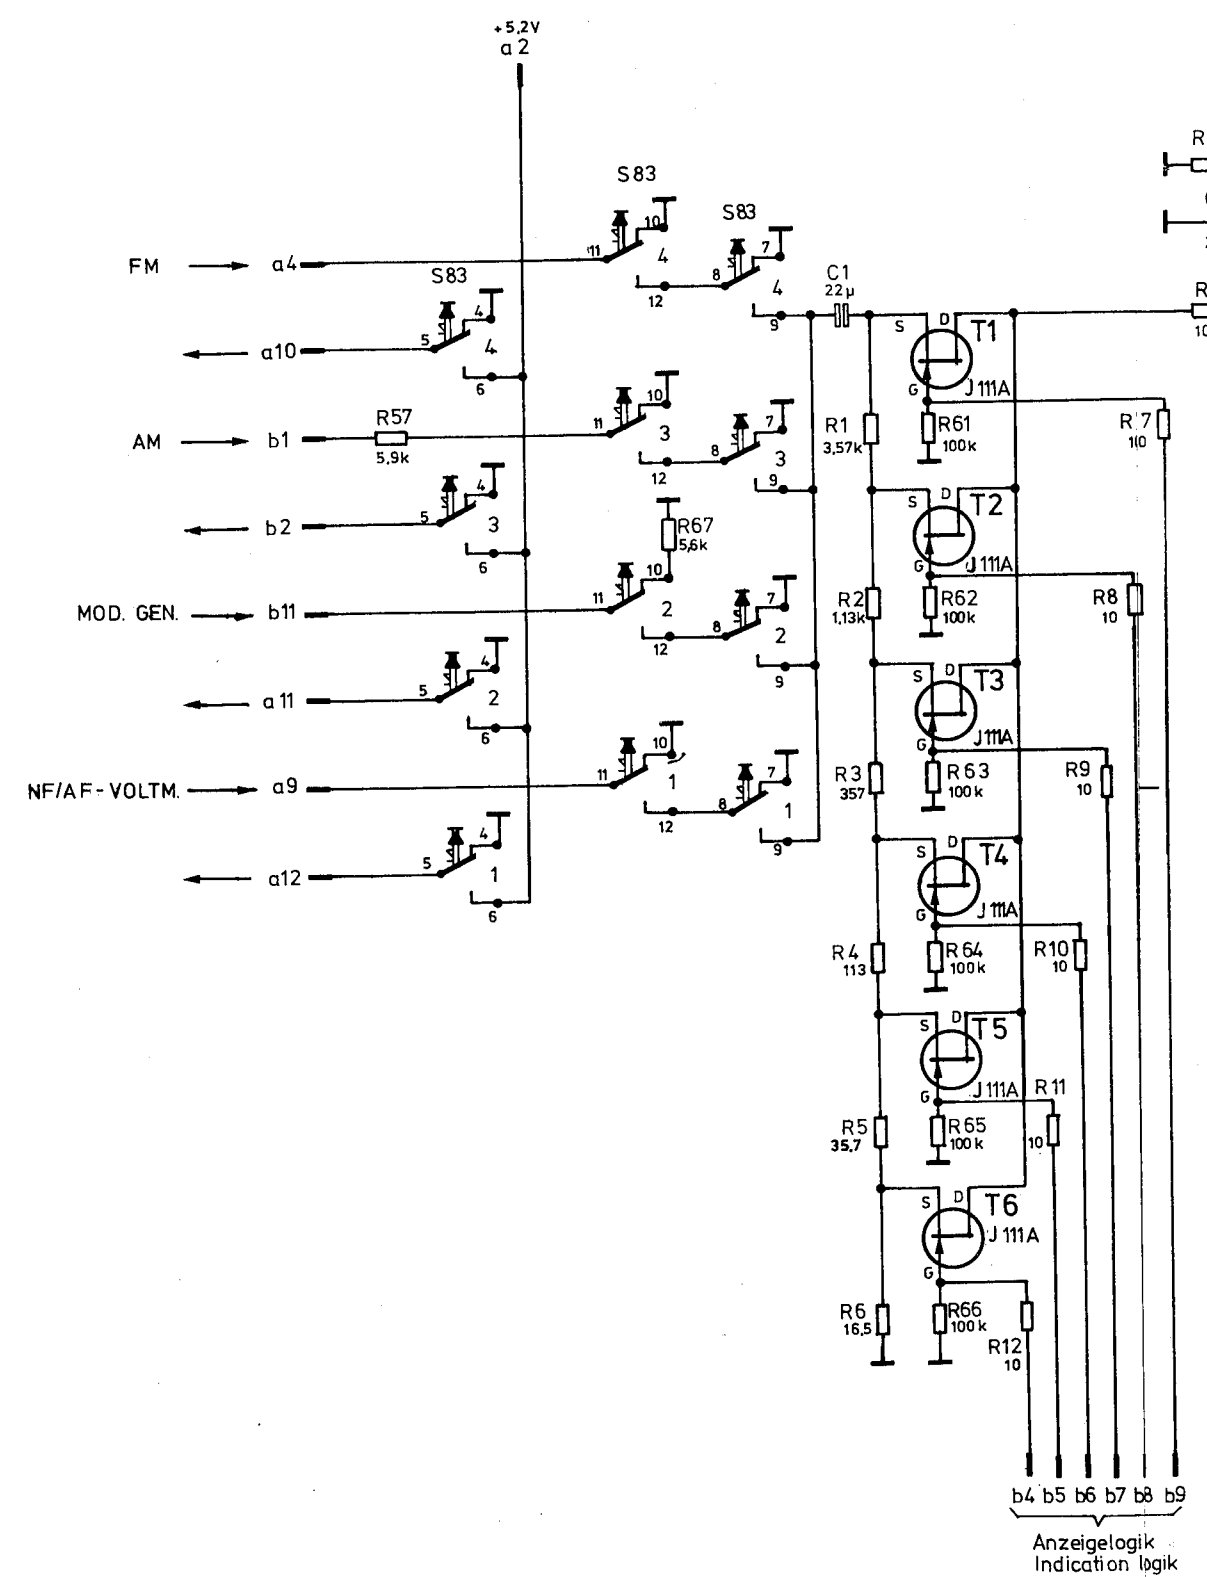 +5,2V
a2
R
S83
S83
10
7
FM
a4
11
4
S83
8
C1
22µ
12
4
R
4
9
S
D
T1
10
a10
5
4
6
G
J111A
R57
10
7
R61
100k
R1
3,57k
R 7
10
AM
b1
5,9k
11
3
8
3
12
9
4
S
D
T2
b2
5
3
R67
5,6k
6
G
J111A
10
7
R2
1,13k
R62
100k
R8
10
MOD. GEN.
b11
11
2
8
2
12
9
4
S
D
T3
a11
5
2
6
G
J111A
10
7
R3
357
R63
100k
R9
10
NF/AF-VOLTM.
a9
11
1
8
1
12
9
4
S
D
T4
a12
5
1
6
G
J111A
R4
113
R64
100k
R10
10
S
D
T5
G
J111A
R11
10
R5
35,7
R65
100k
S
D
T6
J111A
G
R6
16,5
R66
100k
R12
10
b4 b5 b6 b7 b8 b9
Anzeigelogik
Indication logik